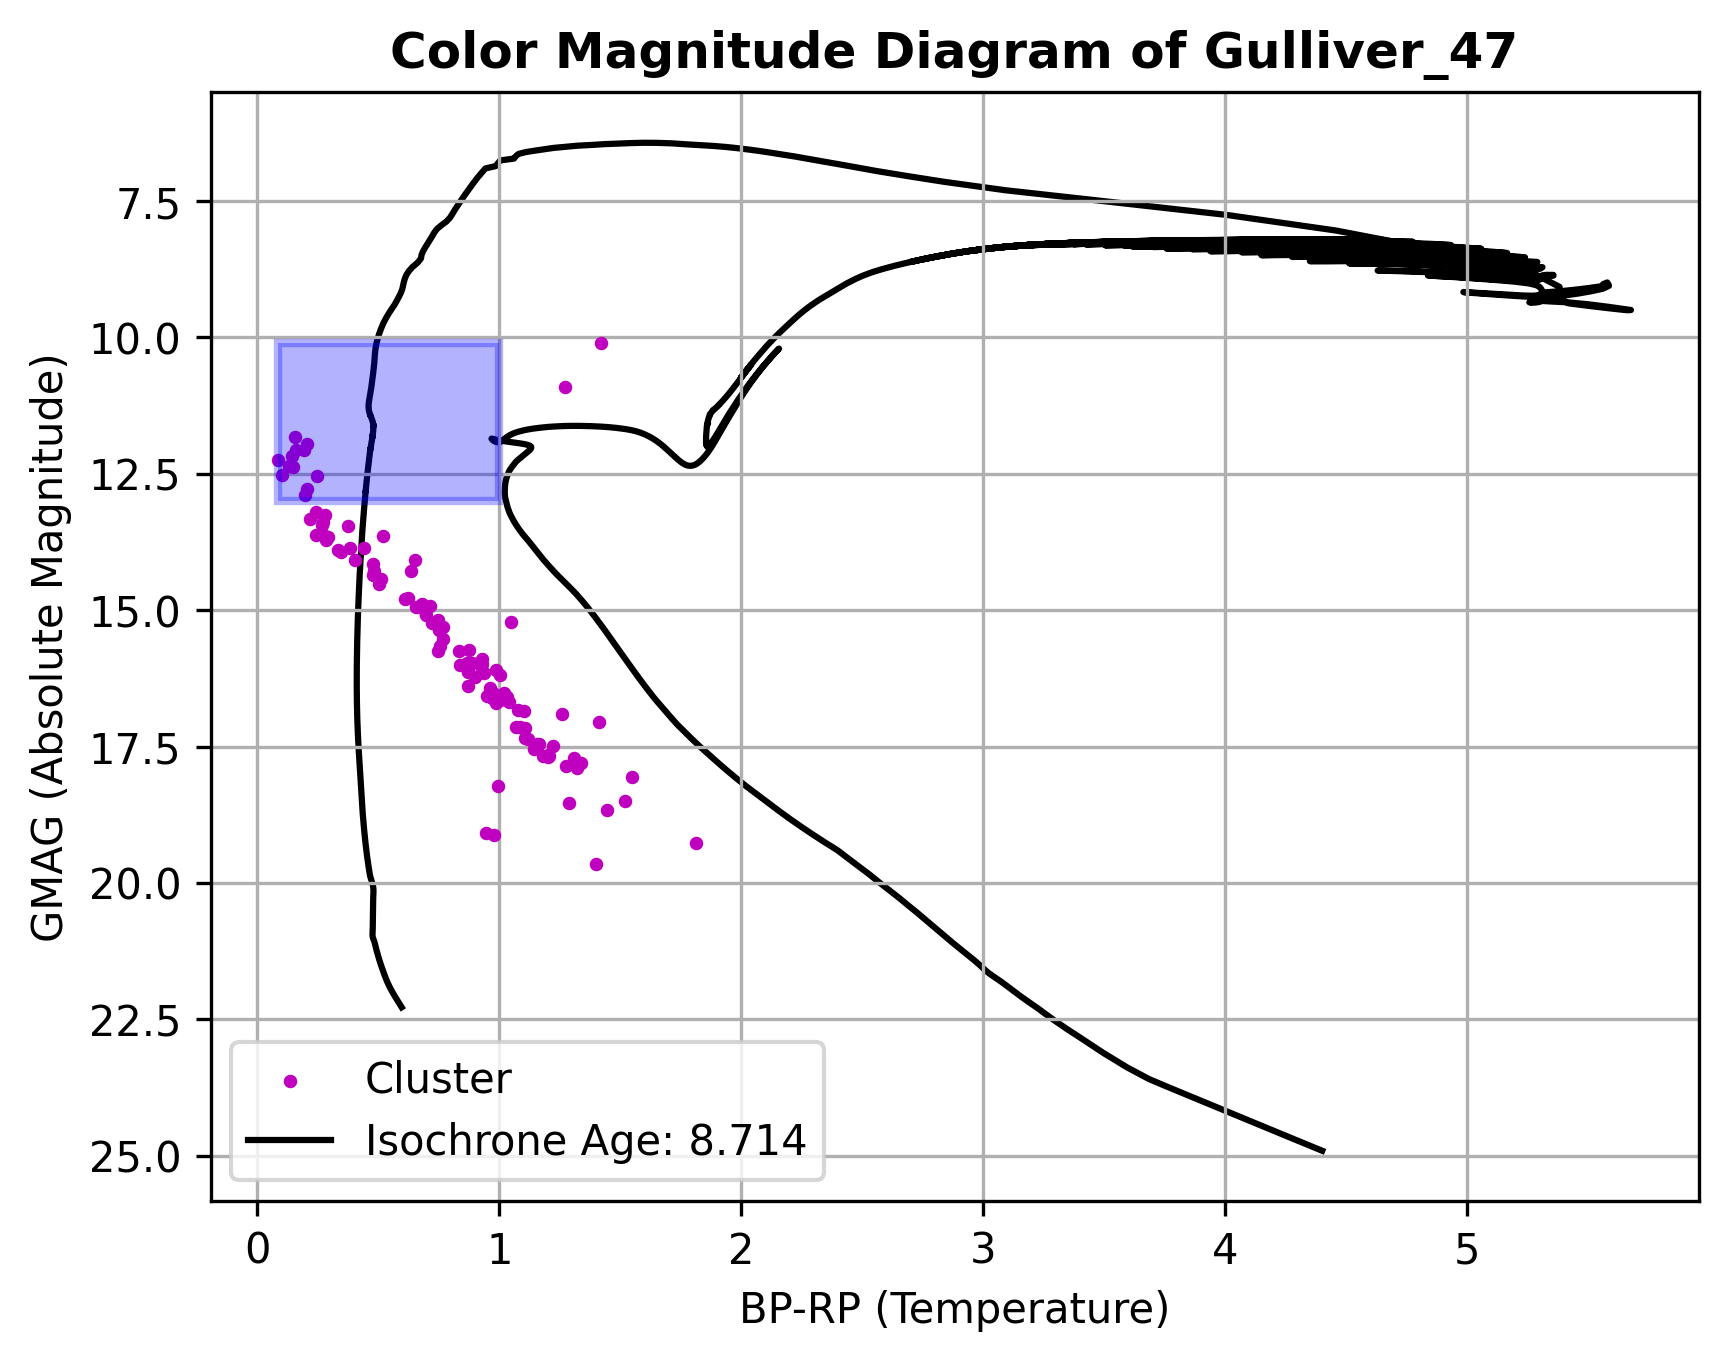 Color Magnitude Diagram of Gulliver_47
GMAG (Absolute Magnitude)
7.5
10.0
12.5
15.0
17.5
20.0
22.5
25.0
Cluster
Isochrone Age: 8.714
0 1 2 3 4 5
BP-RP (Temperature)